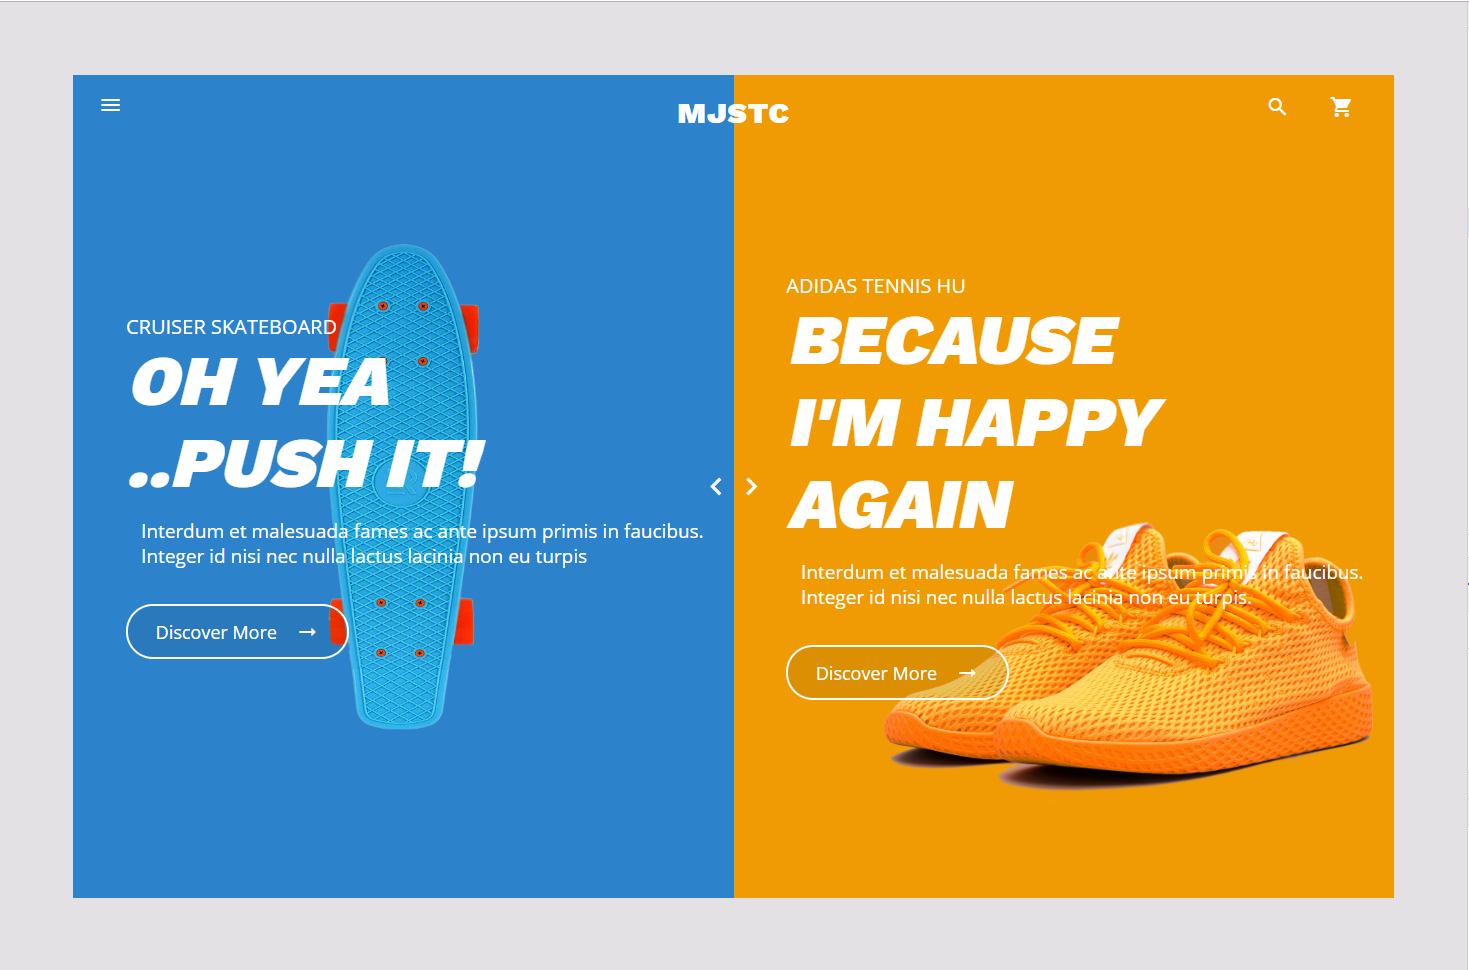 MJSTC
CRUISER SKATEBOARD
OH YEA
..PUSH IT!
Interdum et malesuada fames ac ante ipsum primis in faucibus.
Integer id nisi nec nulla lactus lacinia non eu turpis
Discover More
ADIDAS TENNIS HU
BECAUSE
I'M HAPPY
AGAIN
Interdum et malesuada fames ac ante ipsum primis in faucibus.
Integer id nisi nec nulla lactus lacinia non eu turpis.
Discover More